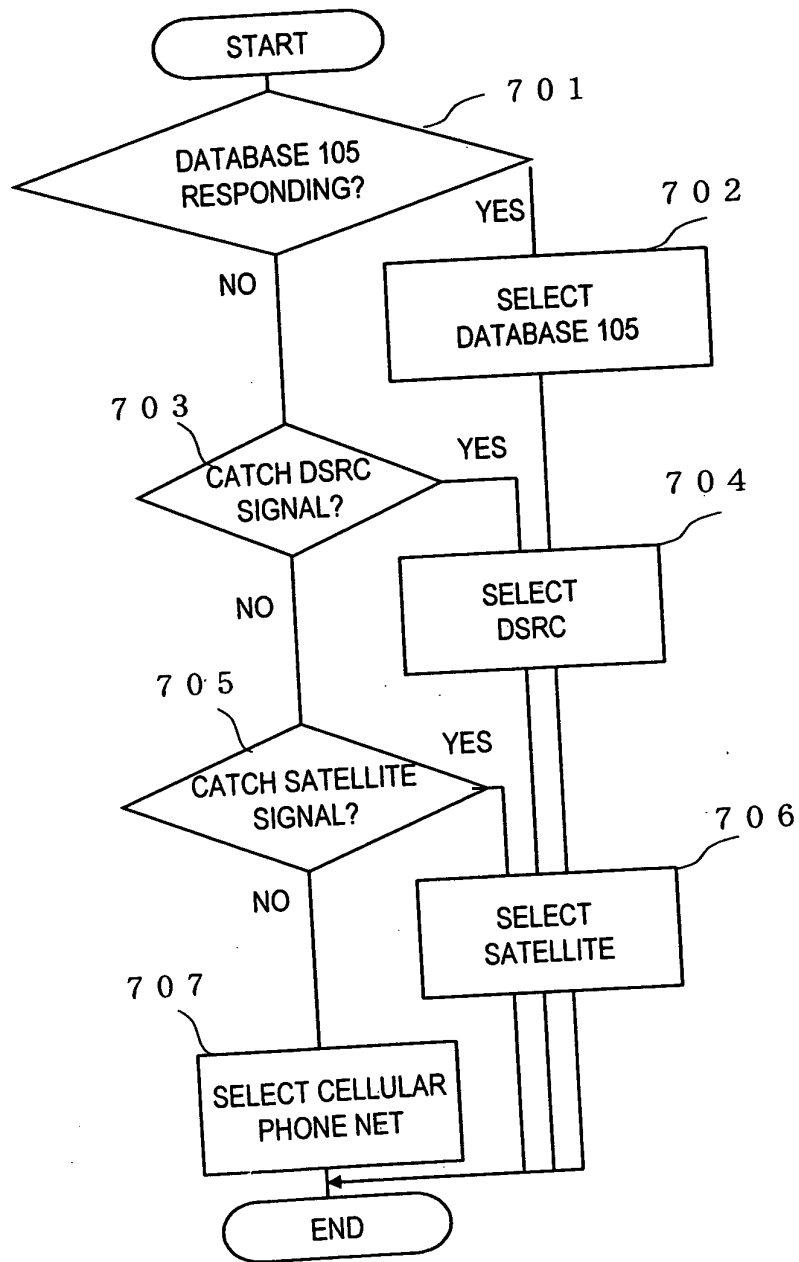 START
701
DATABASE 105
RESPONDING?
YES
702
NO
SELECT
DATABASE 105
703
CATCH DSRC
SIGNAL?
YES
704
NO
SELECT
DSRC
705
CATCH SATELLITE
SIGNAL?
YES
706
NO
SELECT
SATELLITE
707
SELECT CELLULAR
PHONE NET
END